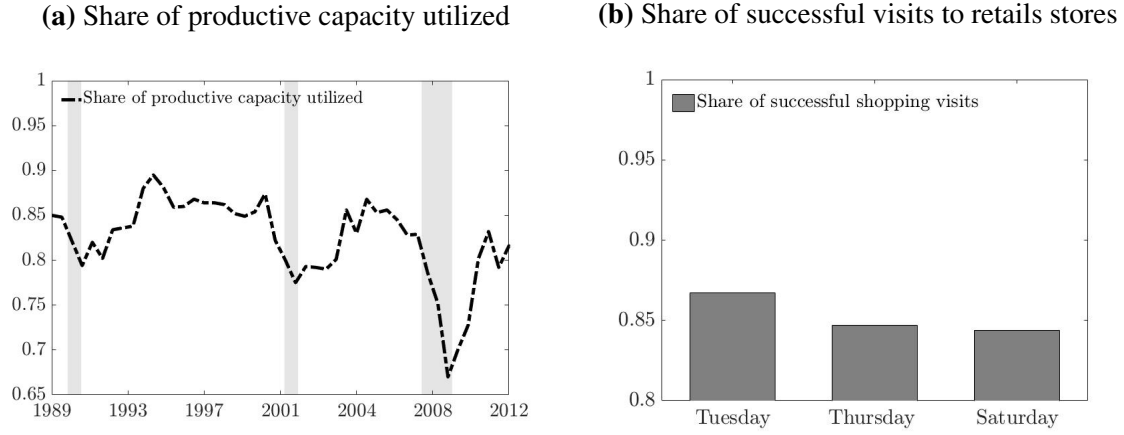 (a) Share of productive capacity utilized
1
Share of productive capacity utilized
0.95
0.9
0.85
0.8
0.75
0.7
0.65
1989 1993 1997 2001 2004 2008 2012
(b) Share of successful visits to retails stores
1
Share of successful shopping visits
0.95
0.9
0.85
0.8
Tuesday Thursday Saturday